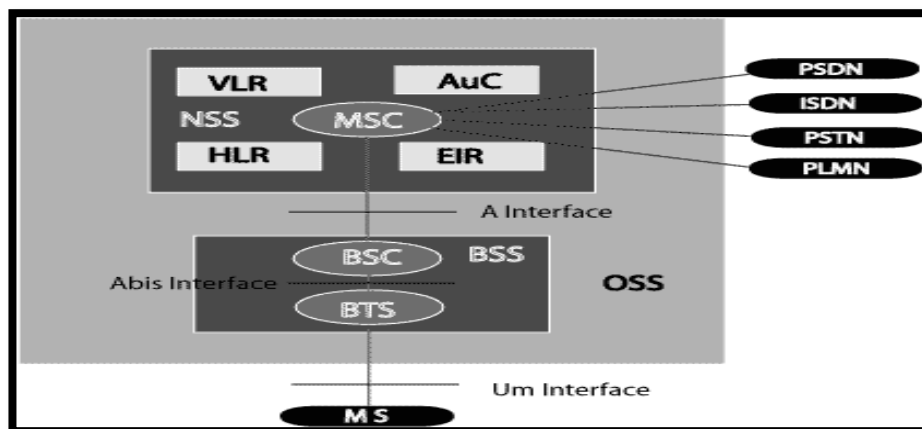 VLR
AuC
PSDN
ISDN
NSS
MSC
PSTN
HLR
EIR
PLMN
A Interface
BSC
BSS
Abis Interface
OSS
BTS
Um Interface
MS